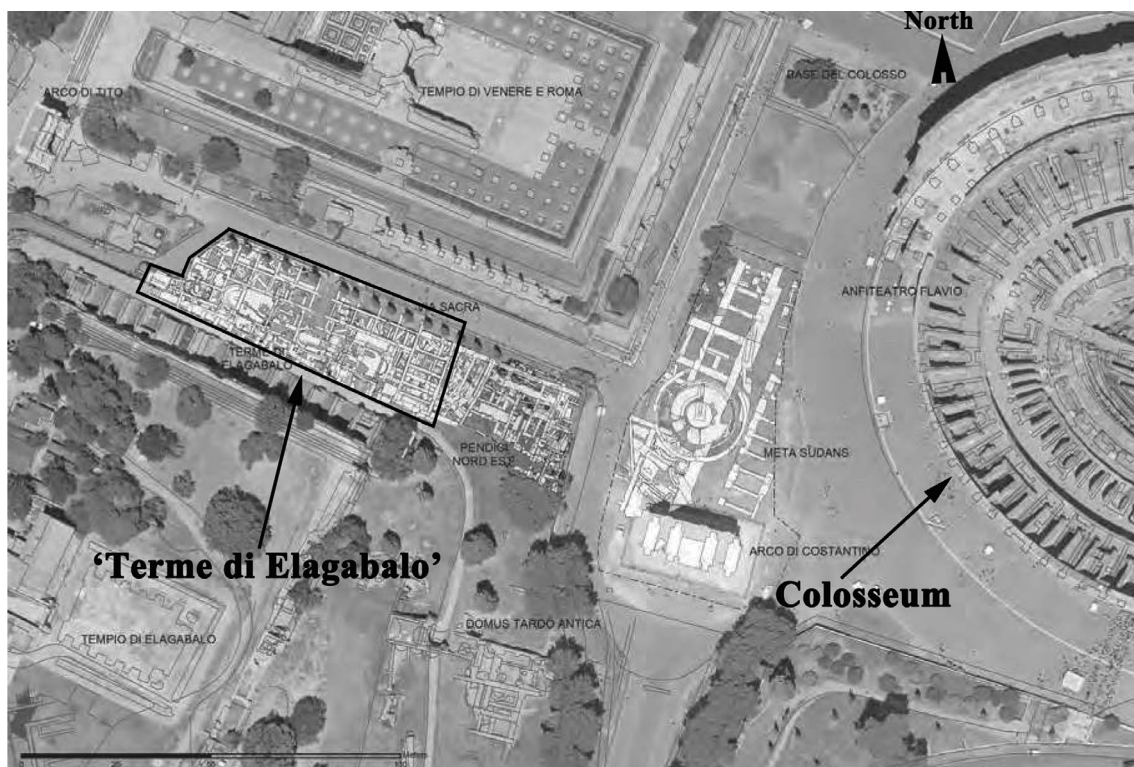 North
BASE DEL COLOSSO
ARCO DI TITO
TEMPIO DI VENERE E ROMA
ANFITEATRO FLAVIO
SACRA
TERME DI
ELAGABALO
PENDICI
NORD EST
META SUDANS
‘Terme di Elagabalo’
ARCO DI COSTANTINO
Colosseum
DOMUS TARDO ANTICA
TEMPIO DI ELAGABALO
0